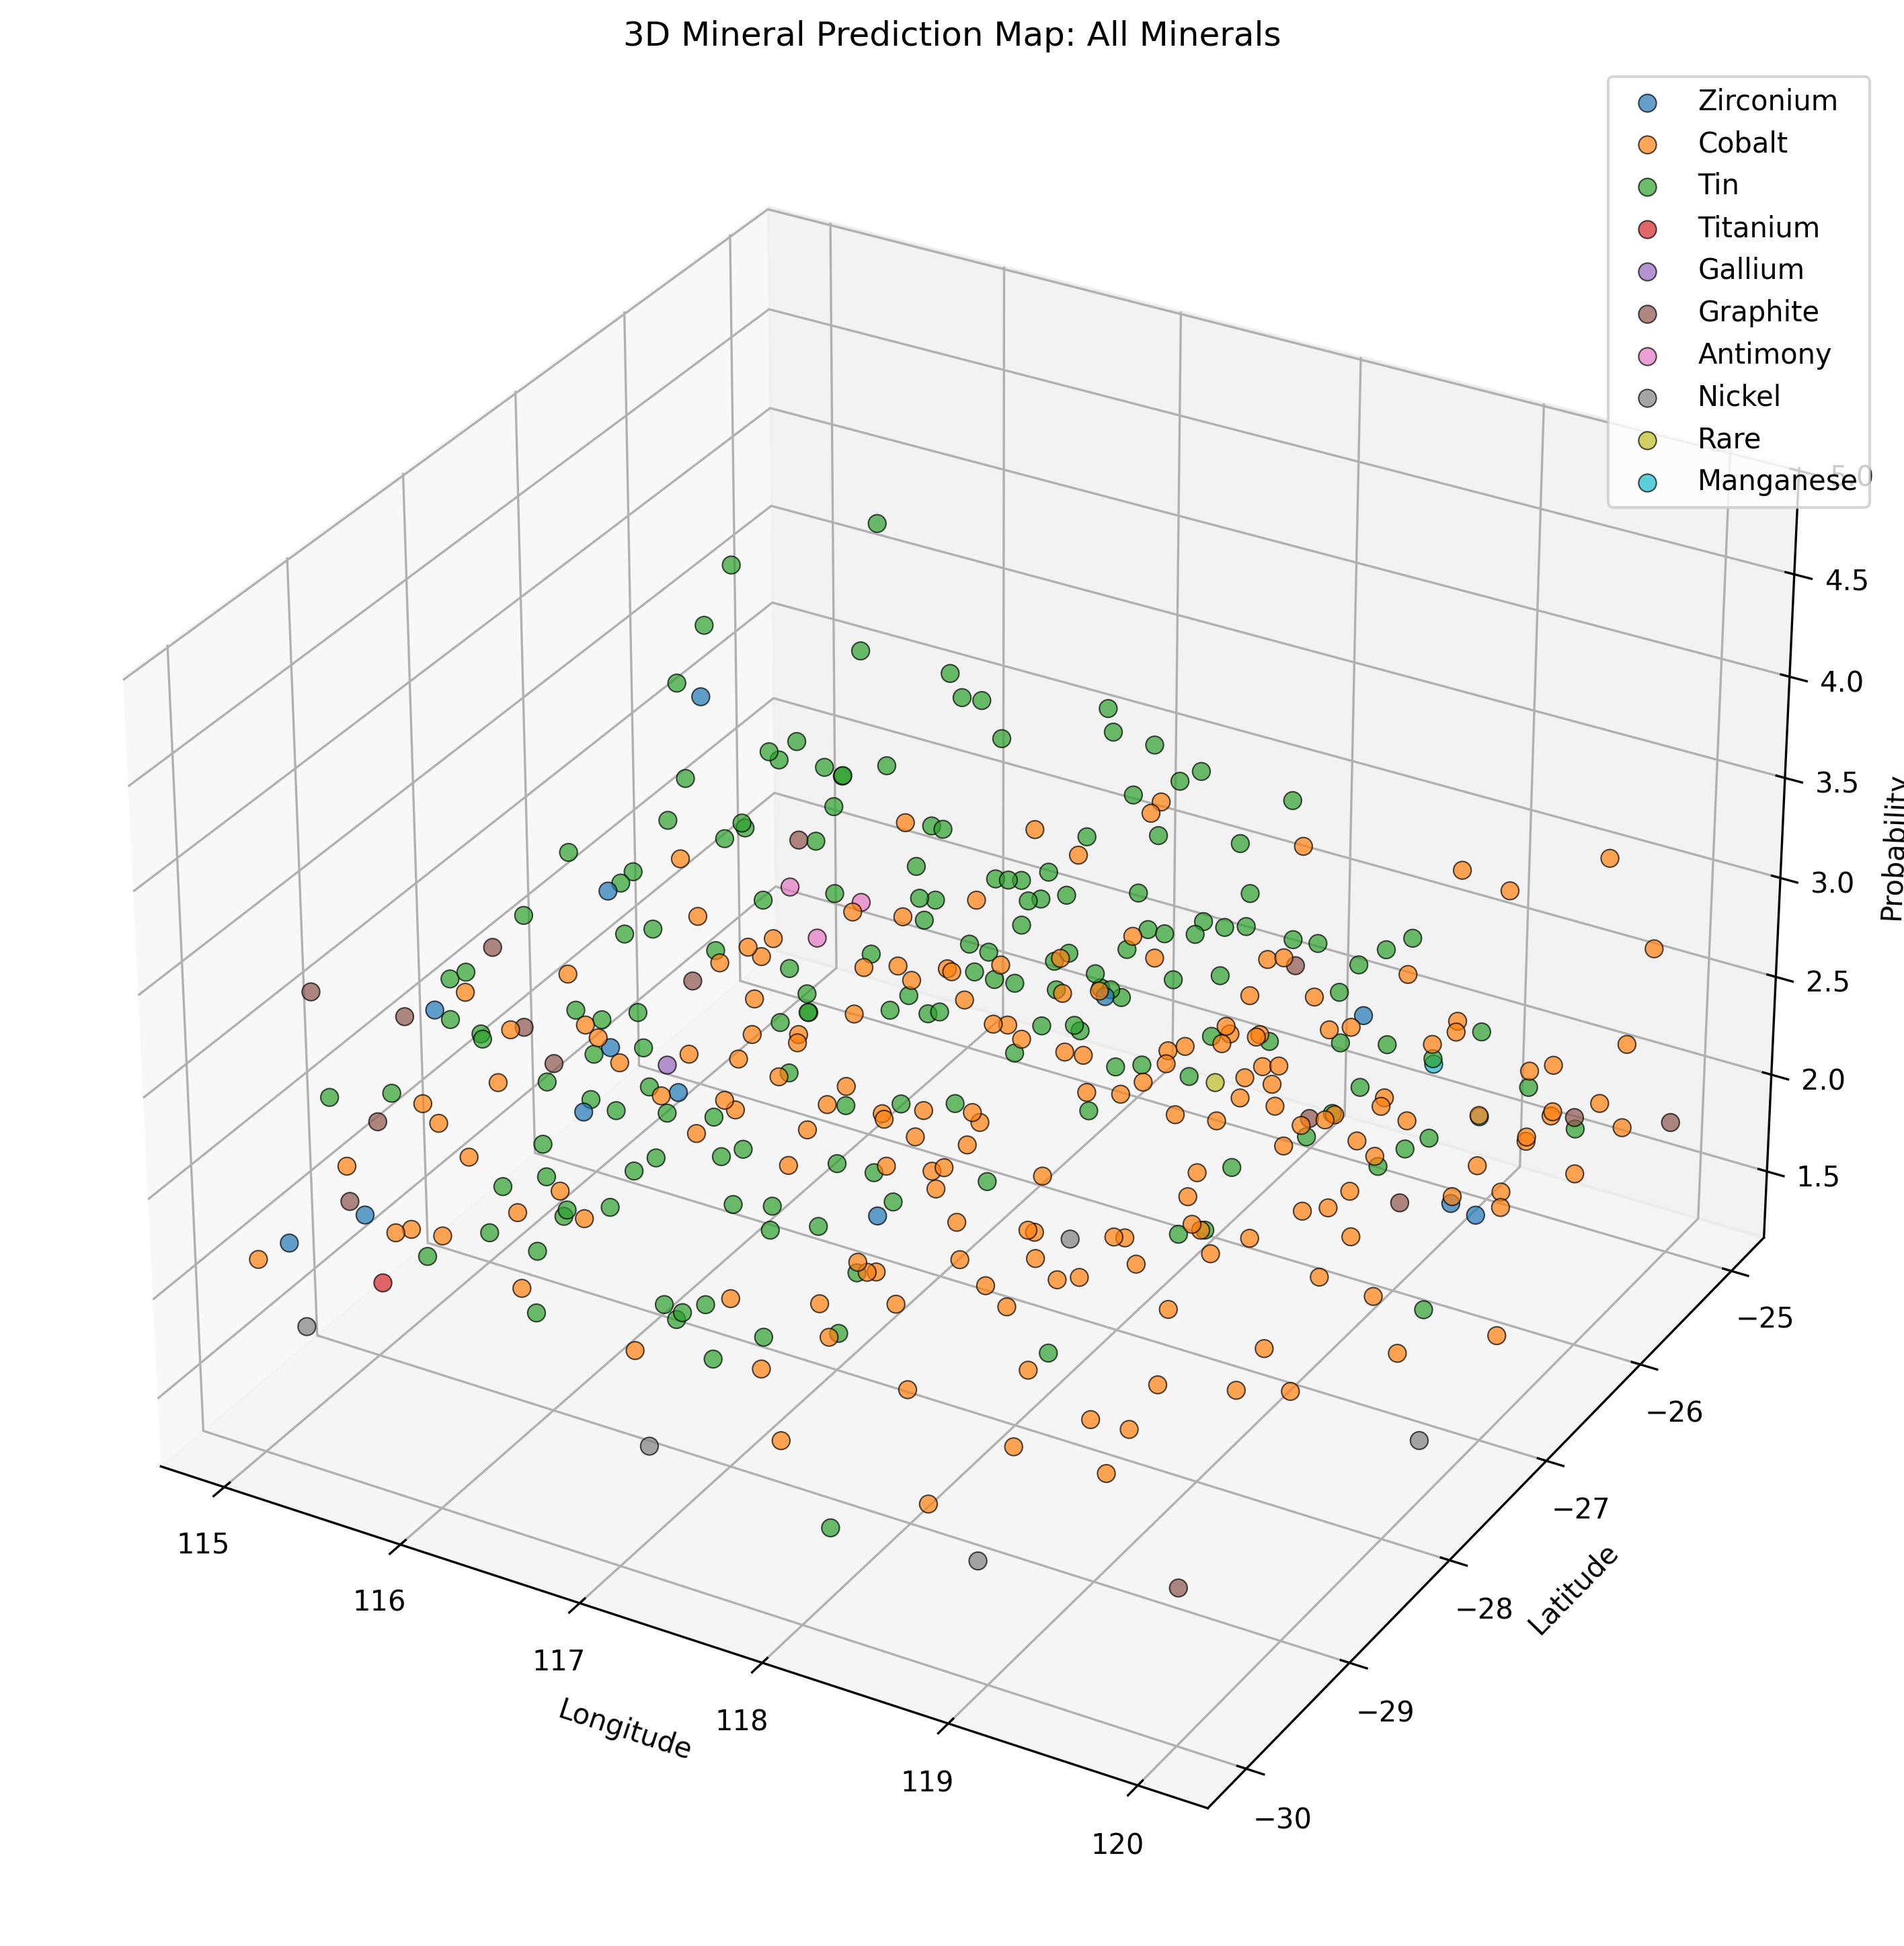 3D Mineral Prediction Map: All Minerals
Zirconium
Cobalt
Tin
Titanium
Gallium
Graphite
Antimony
Nickel
Rare
Manganese
5.0
4.5
4.0
3.5
3.0
2.5
2.0
1.5
Probability
−25
−26
−27
−28
−29
−30
Latitude
115
116
117
118
119
120
Longitude